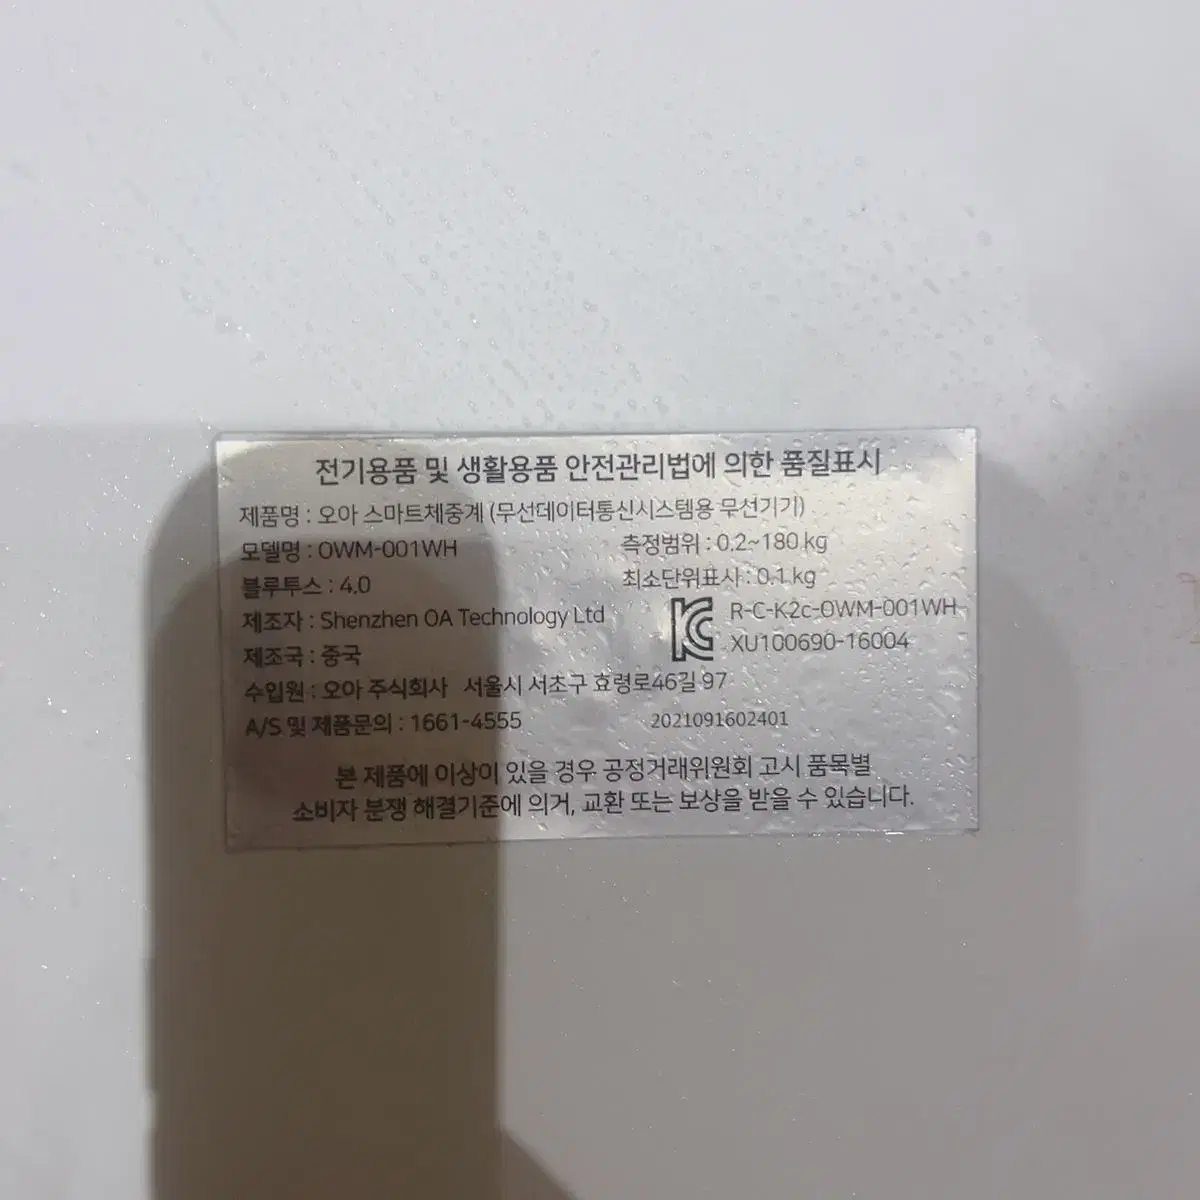 전기용품 및 생활용품 안전관리법에 의한 품질표시
제품명 : 오아 스마트체중계 (무선데이터통신시스템용 무선기기)
모델명 : OWM-001WH 측정범위 : 0.2~180.kg
블루투스 : 4.0 최소단위표시 : 0.1 kg
제조자 : Shenzhen OA Technology Ltd R-C-K2c-OWM-001WH
제조국 : 중국 XU100690-16004
수입원 : 오아 주식회사 서울시 서초구 효령로46길 97
A/S 및 제품문의 : 1661-4555 2021091602401
본 제품에 이상이 있을 경우 공정거래위원회 고시 품목별
소비자 분쟁 해결기준에 의거, 교환 또는 보상을 받을 수 있습니다.